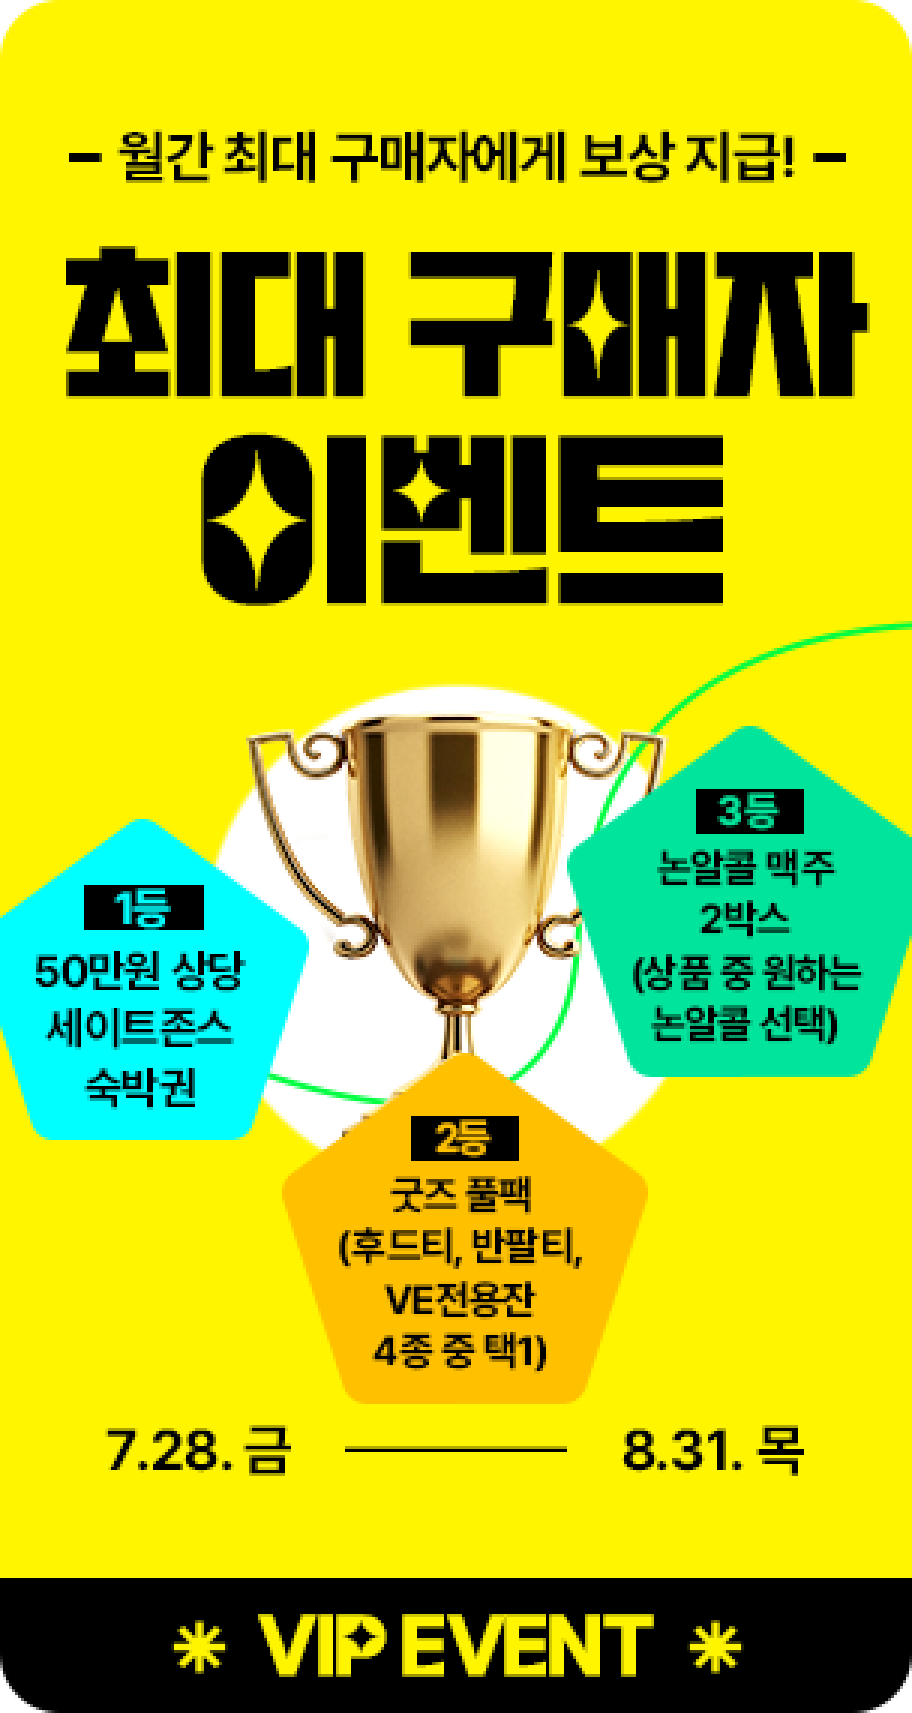 - 월간 최대 구매자에게 보상 지급! -
최대 구매자
이벤트
1등
50만원 상당
세이트존스
숙박권
2등
굿즈 풀팩
(후드티, 반팔티,
VE전용잔
4종 중 택1)
3등
논알콜 맥주
2박스
(상품 중 원하는
논알콜 선택)
7.28. 금 — 8.31. 목
VIP EVENT